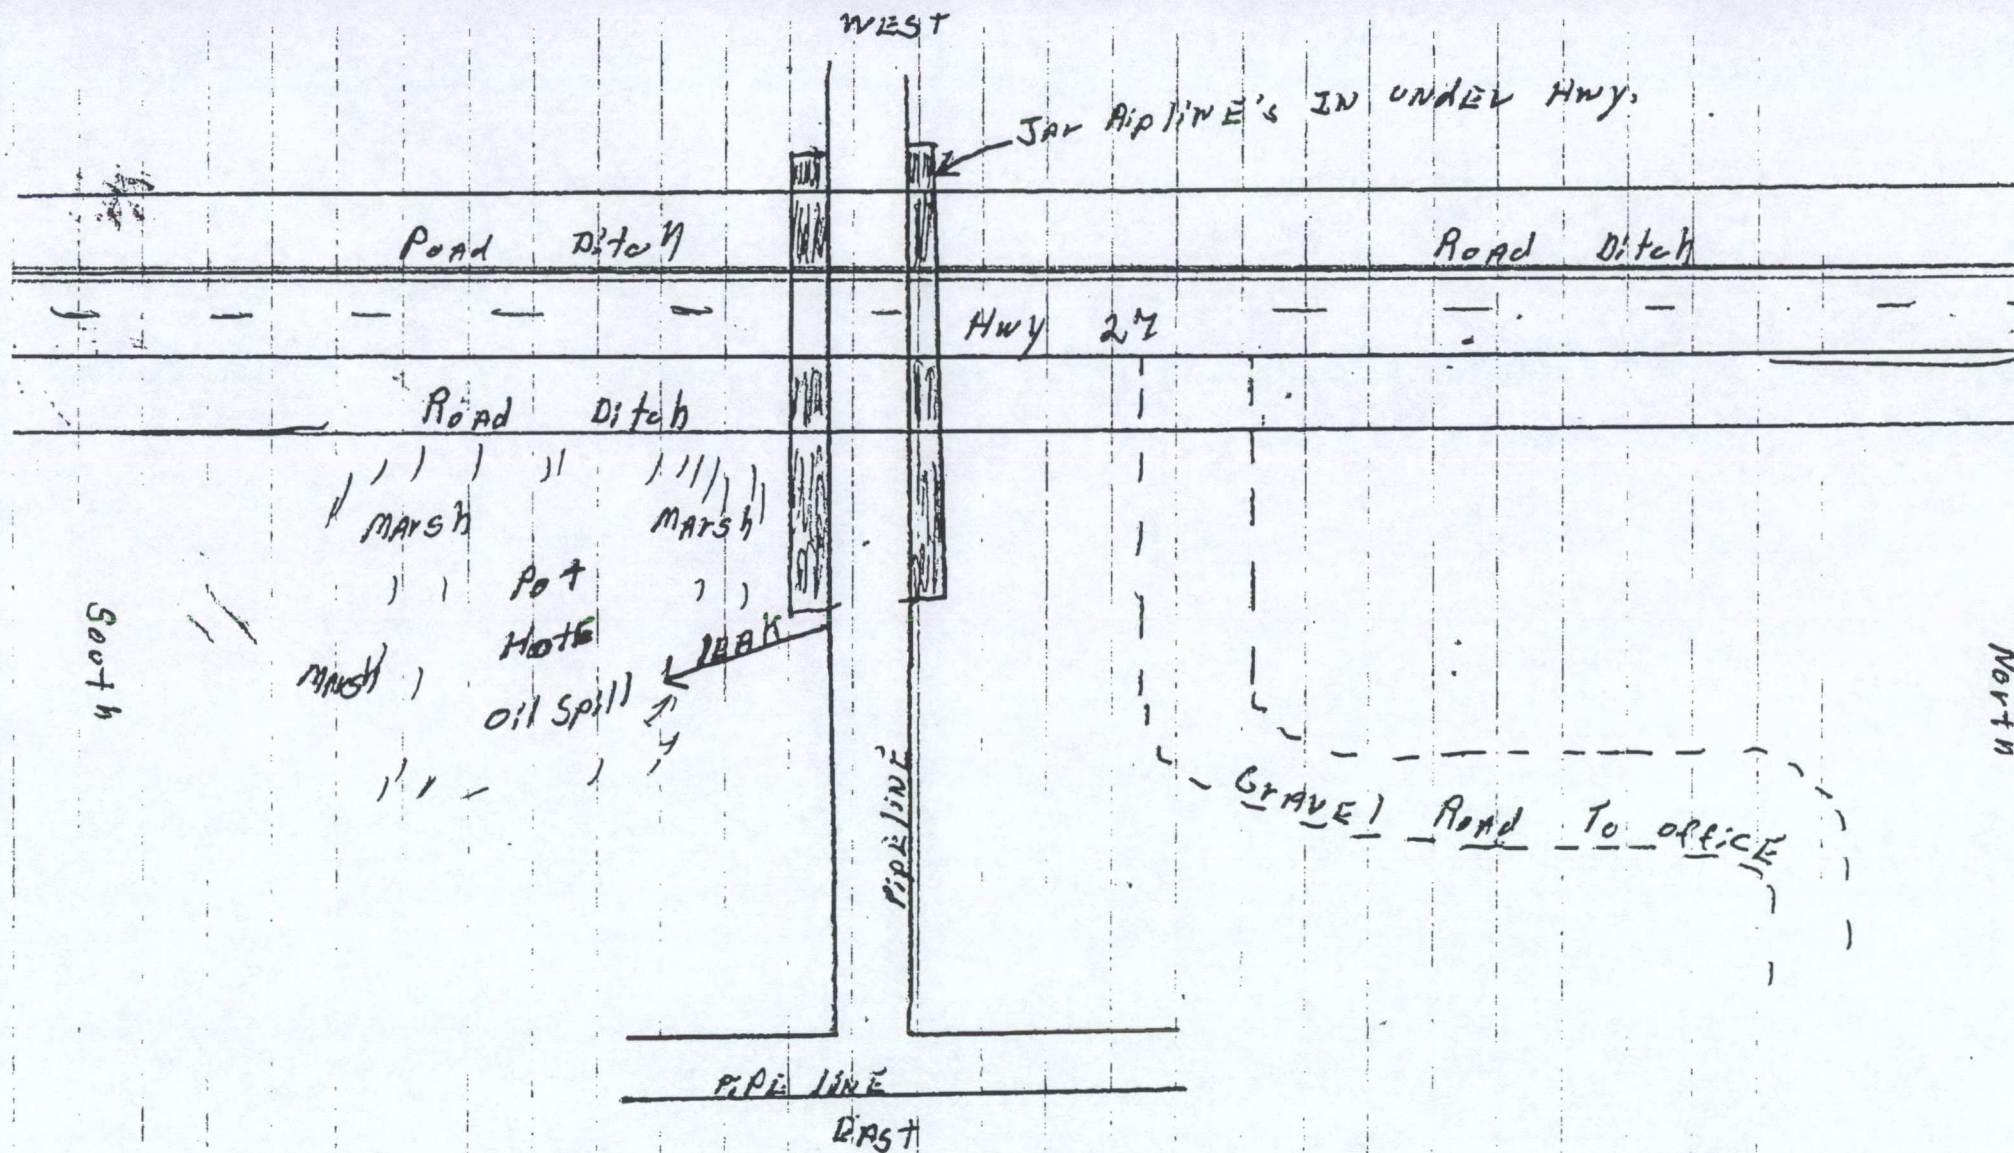 WEST
JAr PiplinE's IN UNdEr Hwy.
Road Ditch
Road Ditch
Hwy 27
Road Ditch
MArsh
MArsh
Pot
HolE
lEAK
MArsh
Oil Spill
South
North
PipElinE
GrAvEl RoAd To officE
PiPE linE
EAST